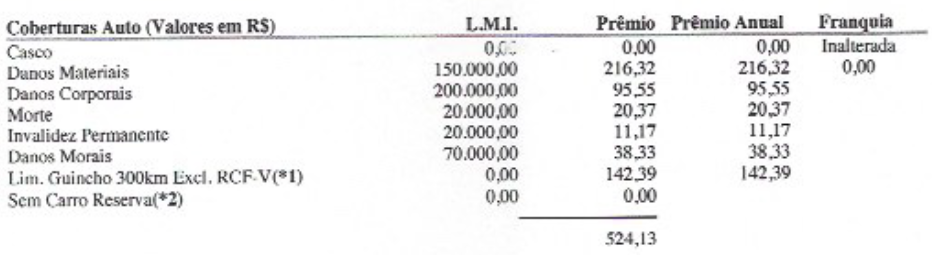 Coberturas Auto (Valores em R$) L.M.I. Prêmio Prêmio Anual Franquia
Casco 0,00 0,00 0,00 Inalterada
Danos Materiais 150.000,00 216,32 216,32 0,00
Danos Corporais 200.000,00 95,55 95,55
Morte 20.000,00 20,37 20,37
Invalidez Permanente 20.000,00 11,17 11,17
Danos Morais 70.000,00 38,33 38,33
Lim. Guincho 300km Excl. RCF-V(*1) 0,00 142,39 142,39
Sem Carro Reserva(*2) 0,00 0,00
524,13